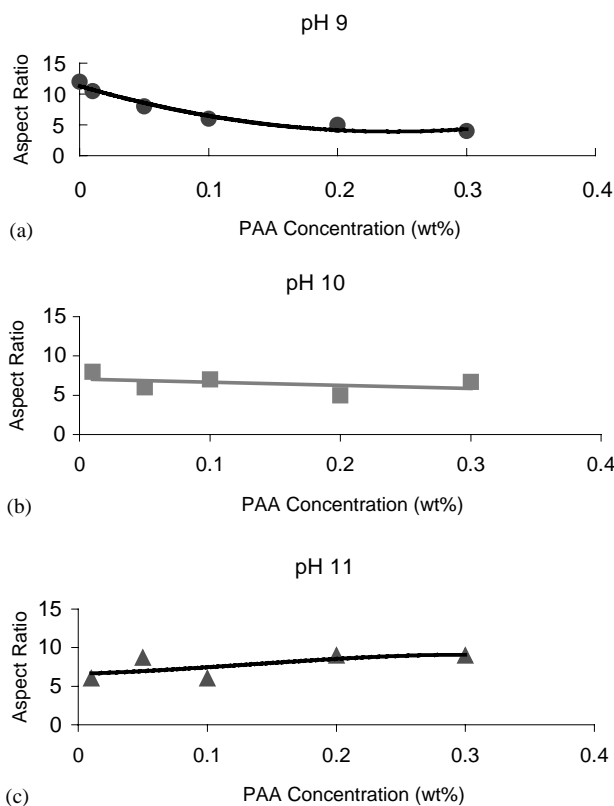 pH 9
Aspect Ratio
15
10
5
0
0 0.1 0.2 0.3 0.4
PAA Concentration (wt%)
(a)
pH 10
Aspect Ratio
15
10
5
0
0 0.1 0.2 0.3 0.4
PAA Concentration (wt%)
(b)
pH 11
Aspect Ratio
15
10
5
0
0 0.1 0.2 0.3 0.4
PAA Concentration (wt%)
(c)